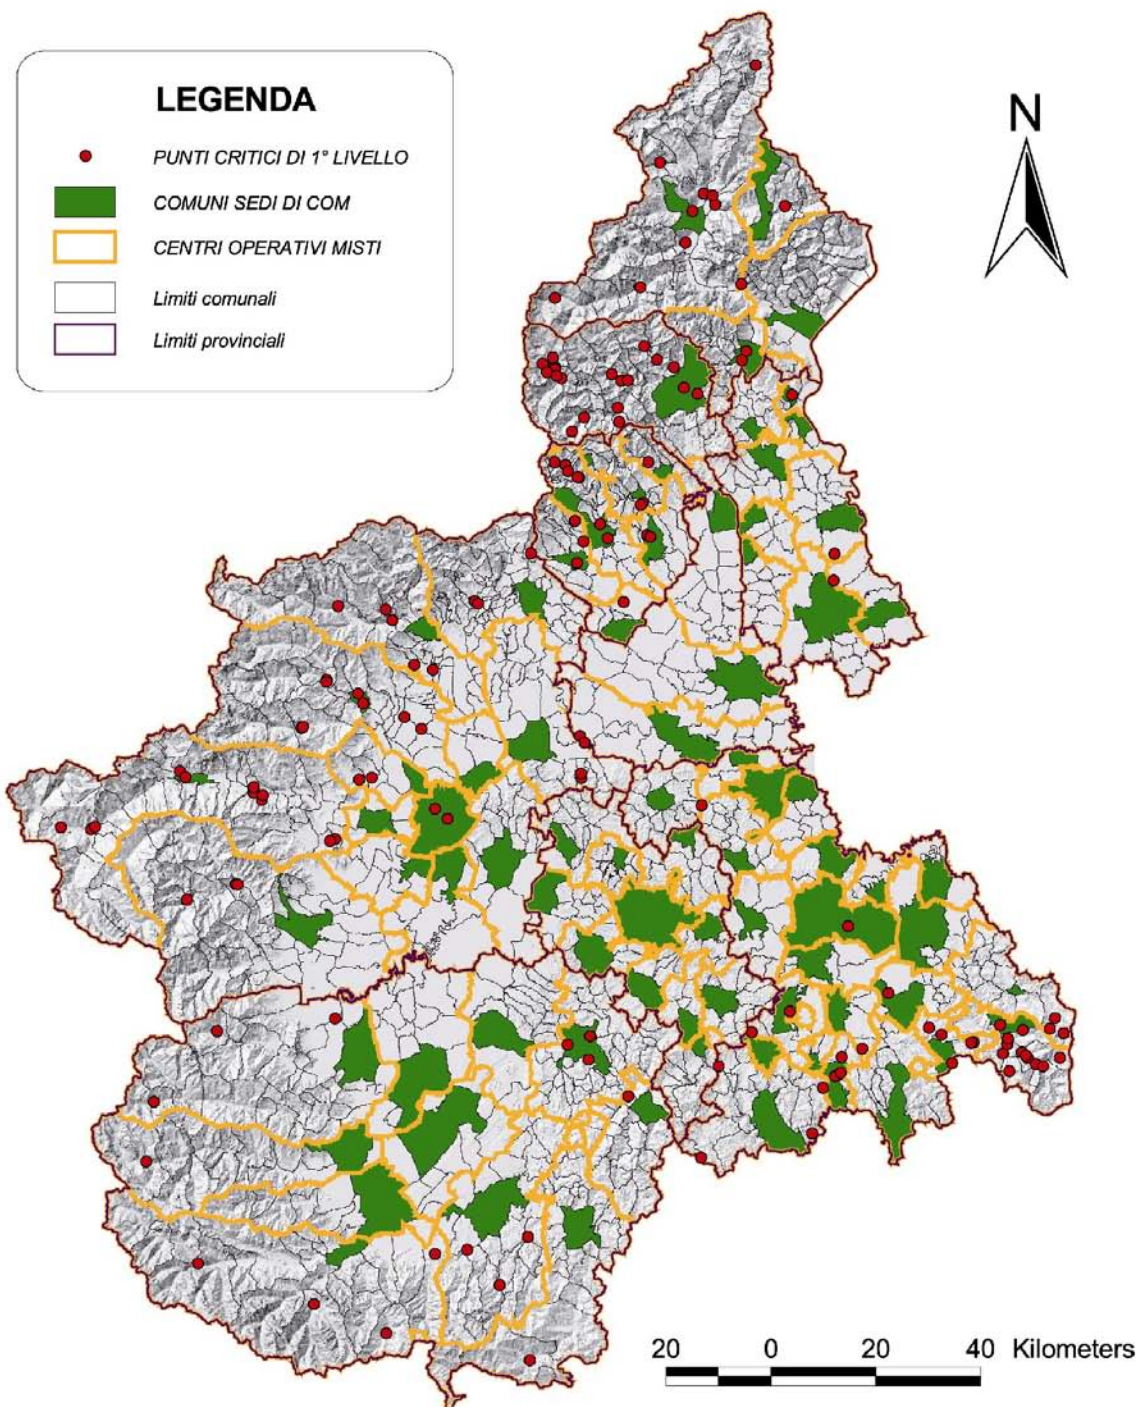 LEGENDA
PUNTI CRITICI DI 1° LIVELLO
COMUNI SEDI DI COM
CENTRI OPERATIVI MISTI
Limiti comunali
Limiti provinciali
N
20 0 20 40 Kilometers